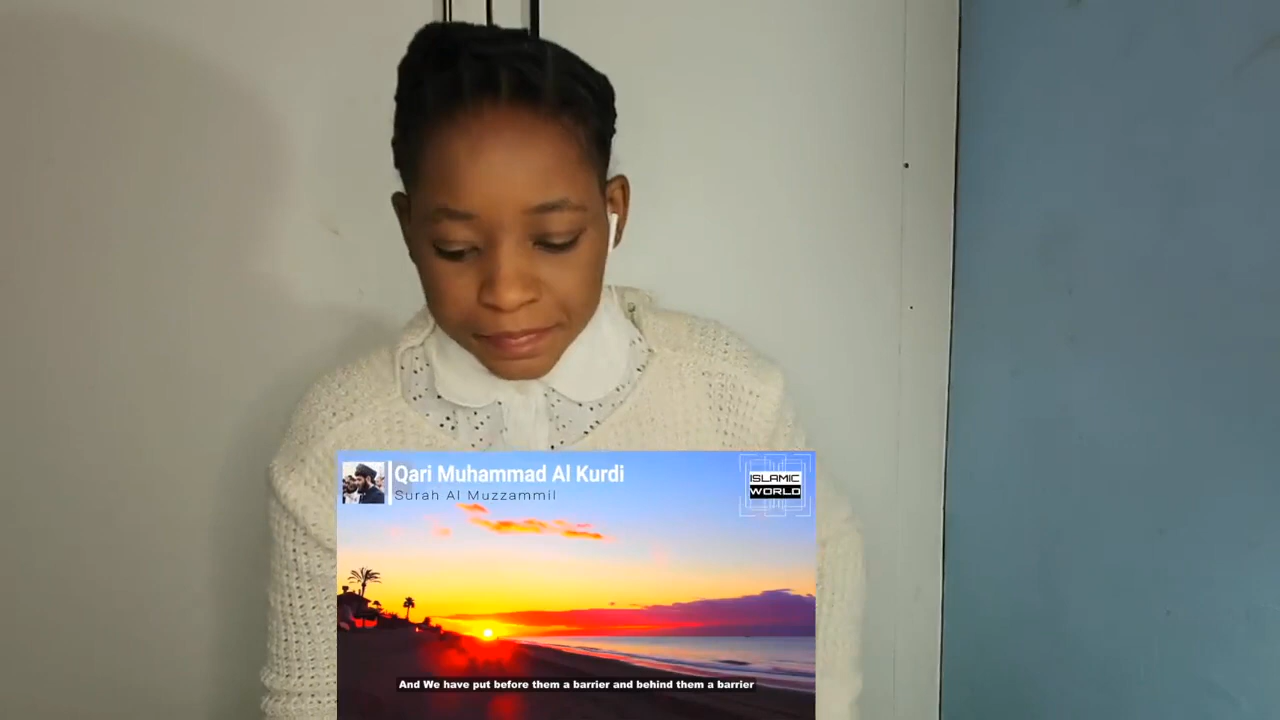 Qari Muhammad Al Kurdi
Surah Al Muzzammil
ISLAMIC
WORLD
And We have put before them a barrier and behind them a barrier